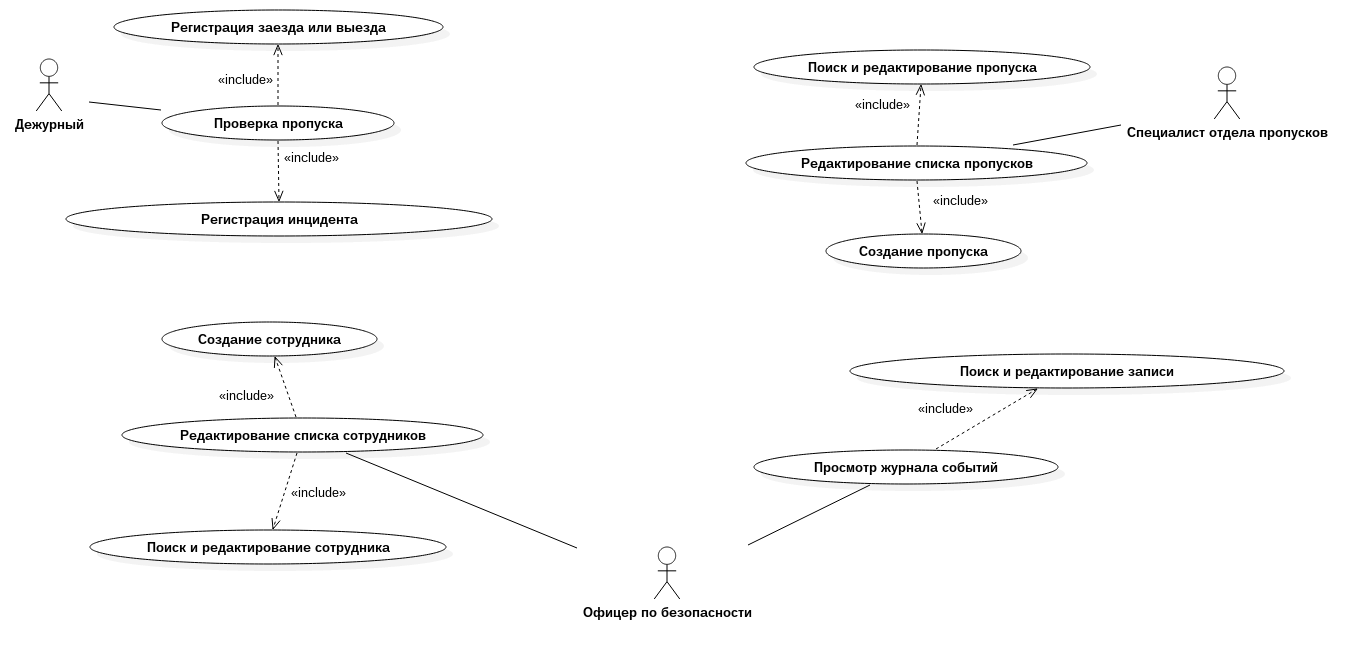 Регистрация заезда или выезда
«include»
Дежурный
Проверка пропуска
«include»
Регистрация инцидента
Поиск и редактирование пропуска
«include»
Специалист отдела пропусков
Редактирование списка пропусков
«include»
Создание пропуска
Создание сотрудника
«include»
Редактирование списка сотрудников
«include»
Поиск и редактирование сотрудника
Поиск и редактирование записи
«include»
Просмотр журнала событий
Офицер по безопасности